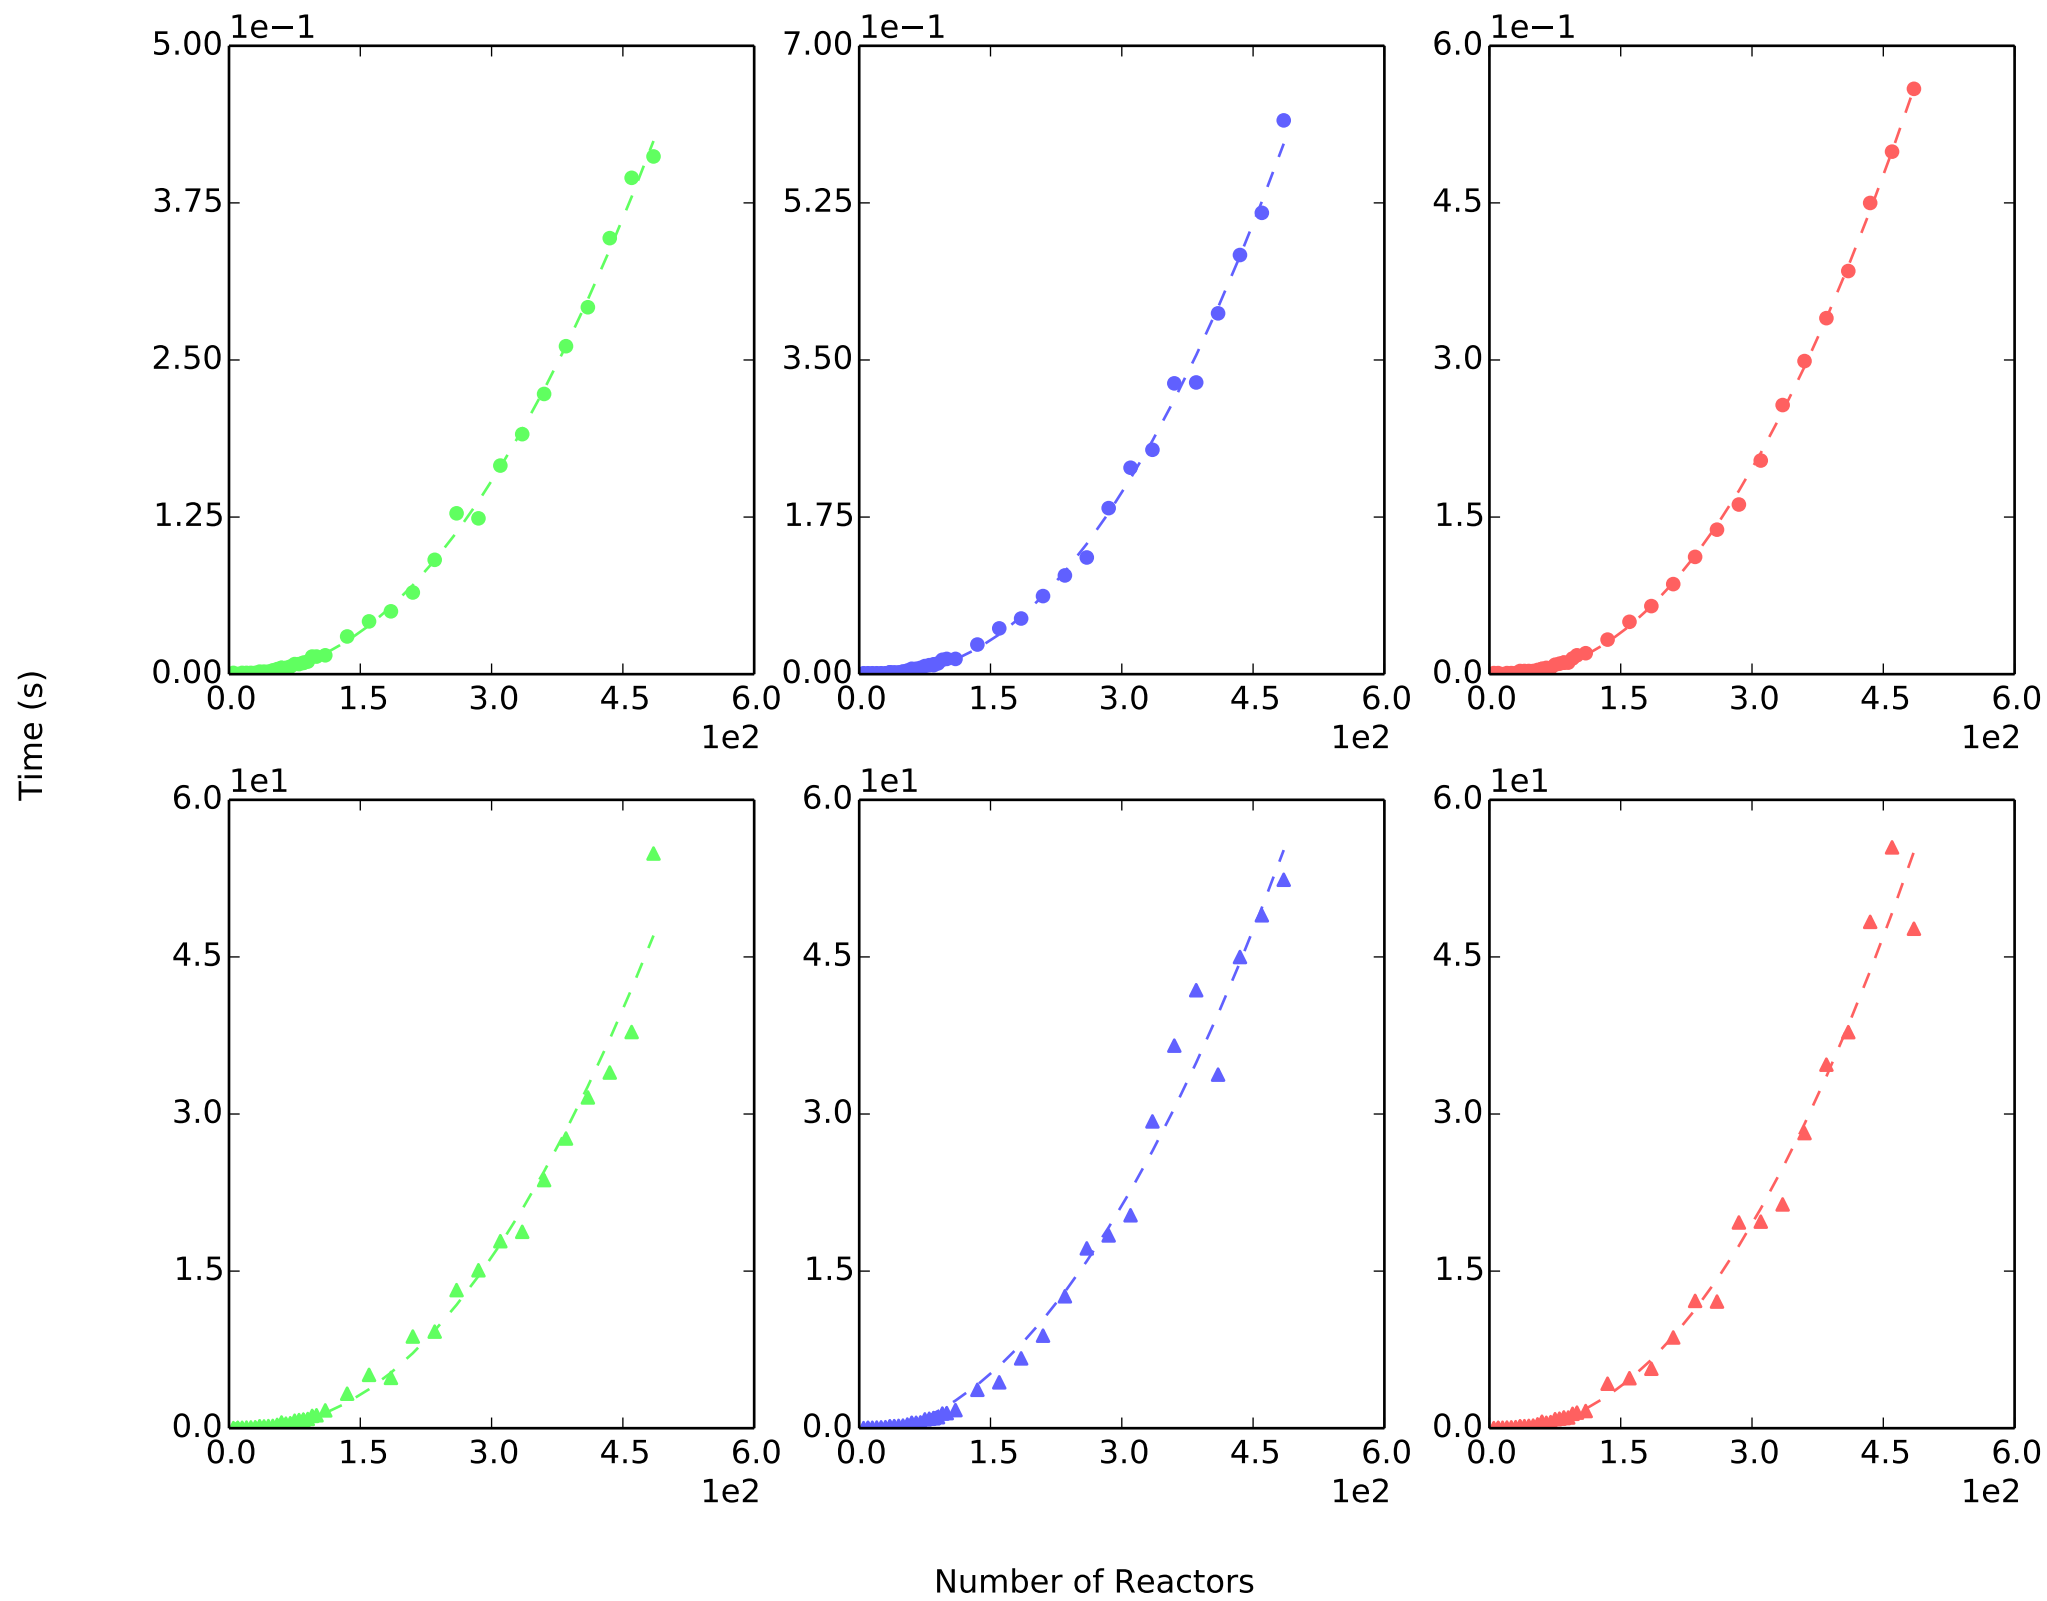 1e−1 1e−1 1e−1
5.00 7.00 6.0
3.75 5.25 4.5
2.50 3.50 3.0
1.25 1.75 1.5
0.00 0.00 0.0
0.0 1.5 3.0 4.5 6.0 0.0 1.5 3.0 4.5 6.0 0.0 1.5 3.0 4.5 6.0
1e2 1e2 1e2
Time (s)
1e1 1e1 1e1
6.0 6.0 6.0
4.5 4.5 4.5
3.0 3.0 3.0
1.5 1.5 1.5
0.0 0.0 0.0
0.0 1.5 3.0 4.5 6.0 0.0 1.5 3.0 4.5 6.0 0.0 1.5 3.0 4.5 6.0
1e2 1e2 1e2
Number of Reactors